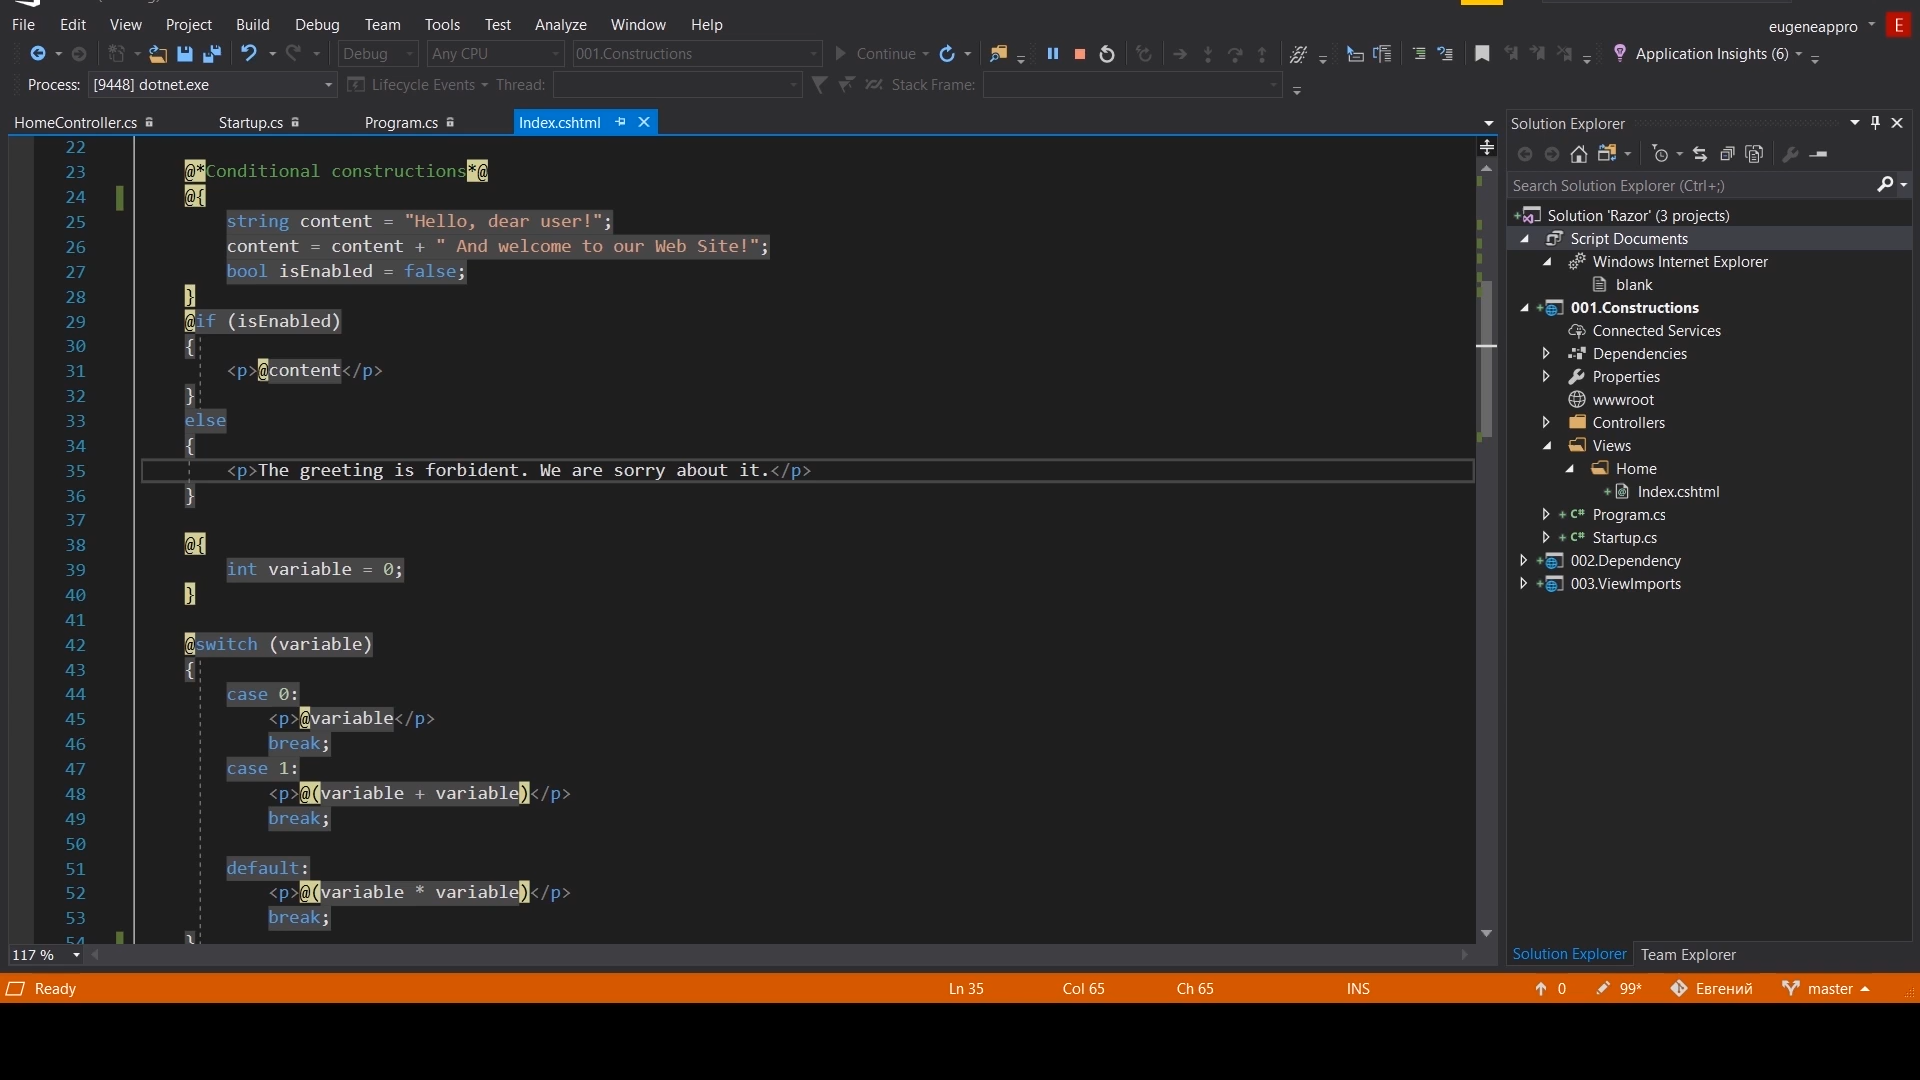 File Edit View Project Build Debug Team Tools Test Analyze Window Help
eugeneappro E
Debug Any CPU 001.Constructions Continue Application Insights (6)
Process: [9448] dotnet.exe Lifecycle Events Thread: Stack Frame:
HomeController.cs Startup.cs Program.cs Index.cshtml
22
23 @*Conditional constructions*@
24 @{
25 string content = "Hello, dear user!";
26 content = content + " And welcome to our Web Site!";
27 bool isEnabled = false;
28 }
29 @if (isEnabled)
30 {
31 <p>@content</p>
32 }
33 else
34 {
35 <p>The greeting is forbident. We are sorry about it.</p>
36 }
37
38 @{
39 int variable = 0;
40 }
41
42 @switch (variable)
43 {
44 case 0:
45 <p>@variable</p>
46 break;
47 case 1:
48 <p>@(variable + variable)</p>
49 break;
50
51 default:
52 <p>@(variable * variable)</p>
53 break;
54 }
117 %
Solution Explorer
Search Solution Explorer (Ctrl+;)
Solution 'Razor' (3 projects)
Script Documents
Windows Internet Explorer
blank
001.Constructions
Connected Services
Dependencies
Properties
wwwroot
Controllers
Views
Home
Index.cshtml
C# Program.cs
C# Startup.cs
002.Dependency
003.ViewImports
Solution Explorer Team Explorer
Ready Ln 35 Col 65 Ch 65 INS 0 99* Евгений master